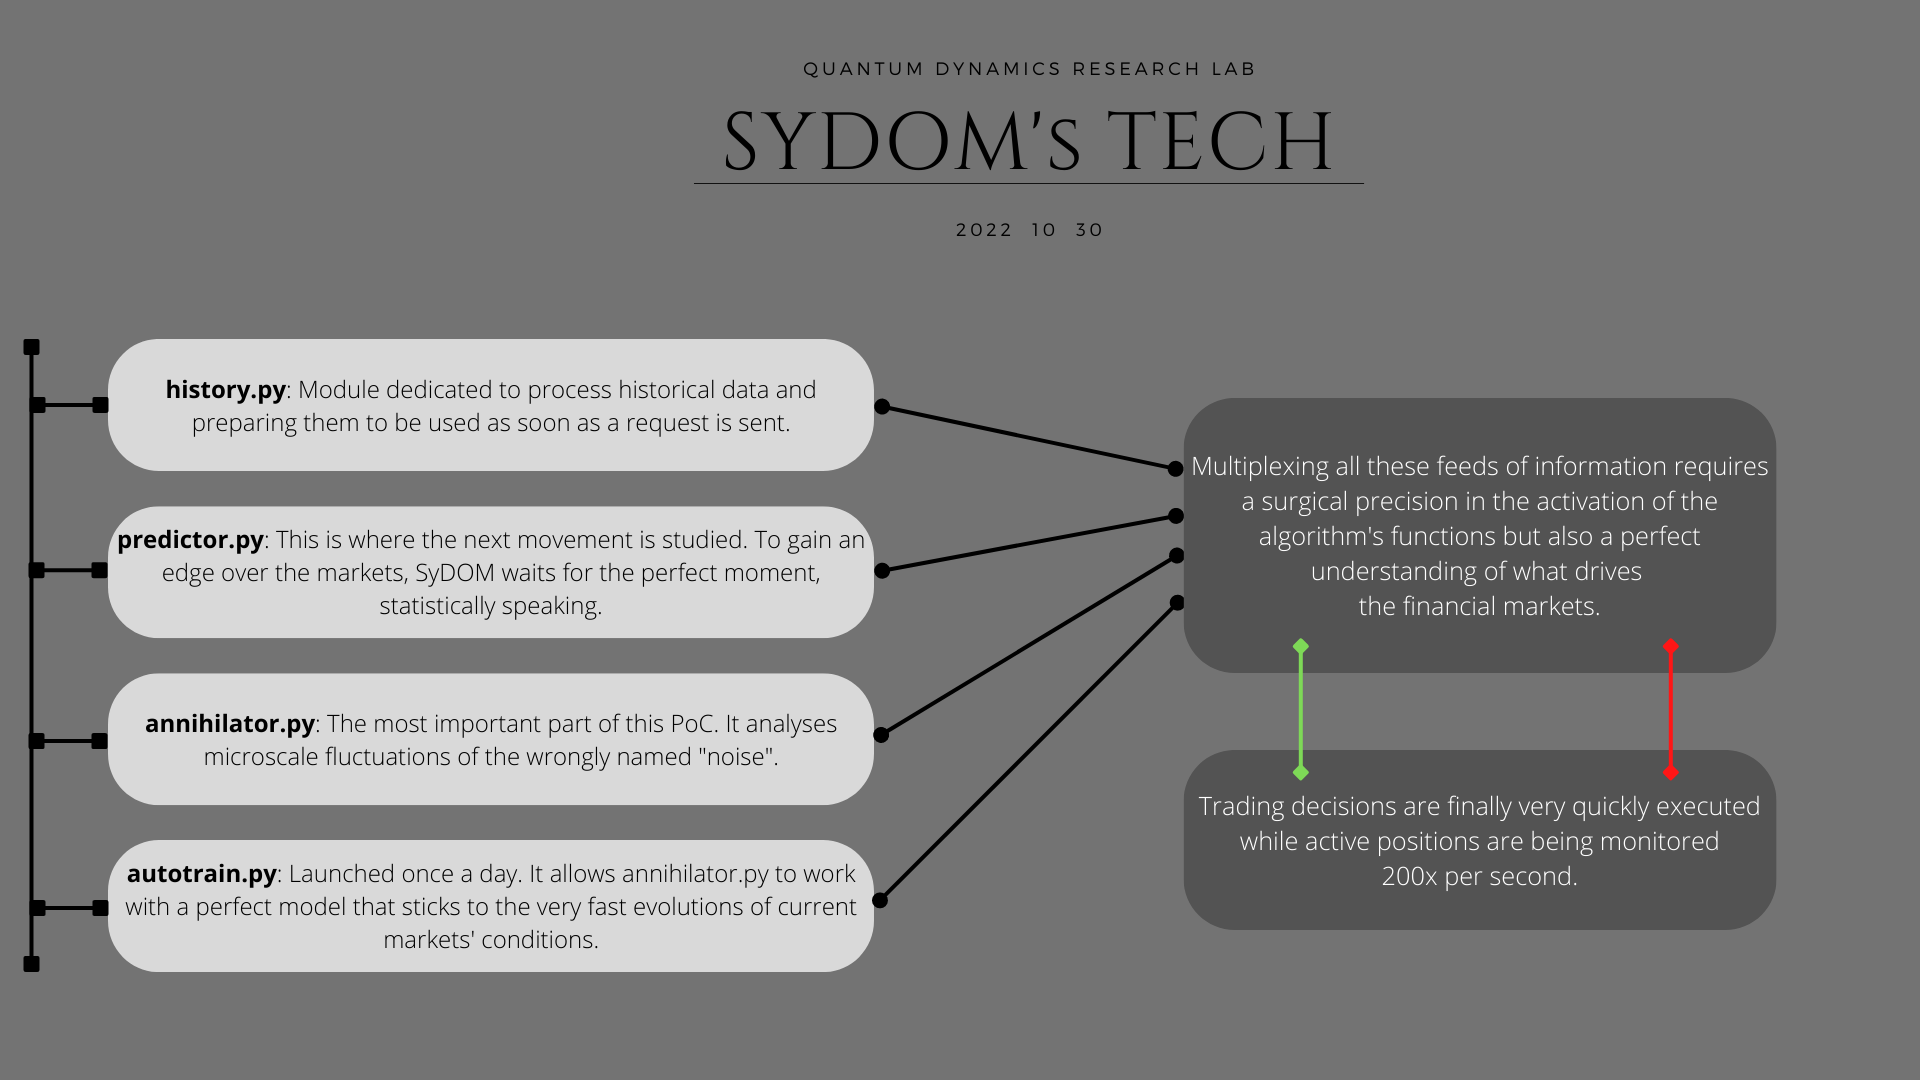 QUANTUM DYNAMICS RESEARCH LAB
SYDOM's TECH
2022 10 30
history.py: Module dedicated to process historical data and
preparing them to be used as soon as a request is sent.
predictor.py: This is where the next movement is studied. To gain an
edge over the markets, SyDOM waits for the perfect moment,
statistically speaking.
annihilator.py: The most important part of this PoC. It analyses
microscale fluctuations of the wrongly named "noise".
autotrain.py: Launched once a day. It allows annihilator.py to work
with a perfect model that sticks to the very fast evolutions of current
markets' conditions.
Multiplexing all these feeds of information requires
a surgical precision in the activation of the
algorithm's functions but also a perfect
understanding of what drives
the financial markets.
Trading decisions are finally very quickly executed
while active positions are being monitored
200x per second.